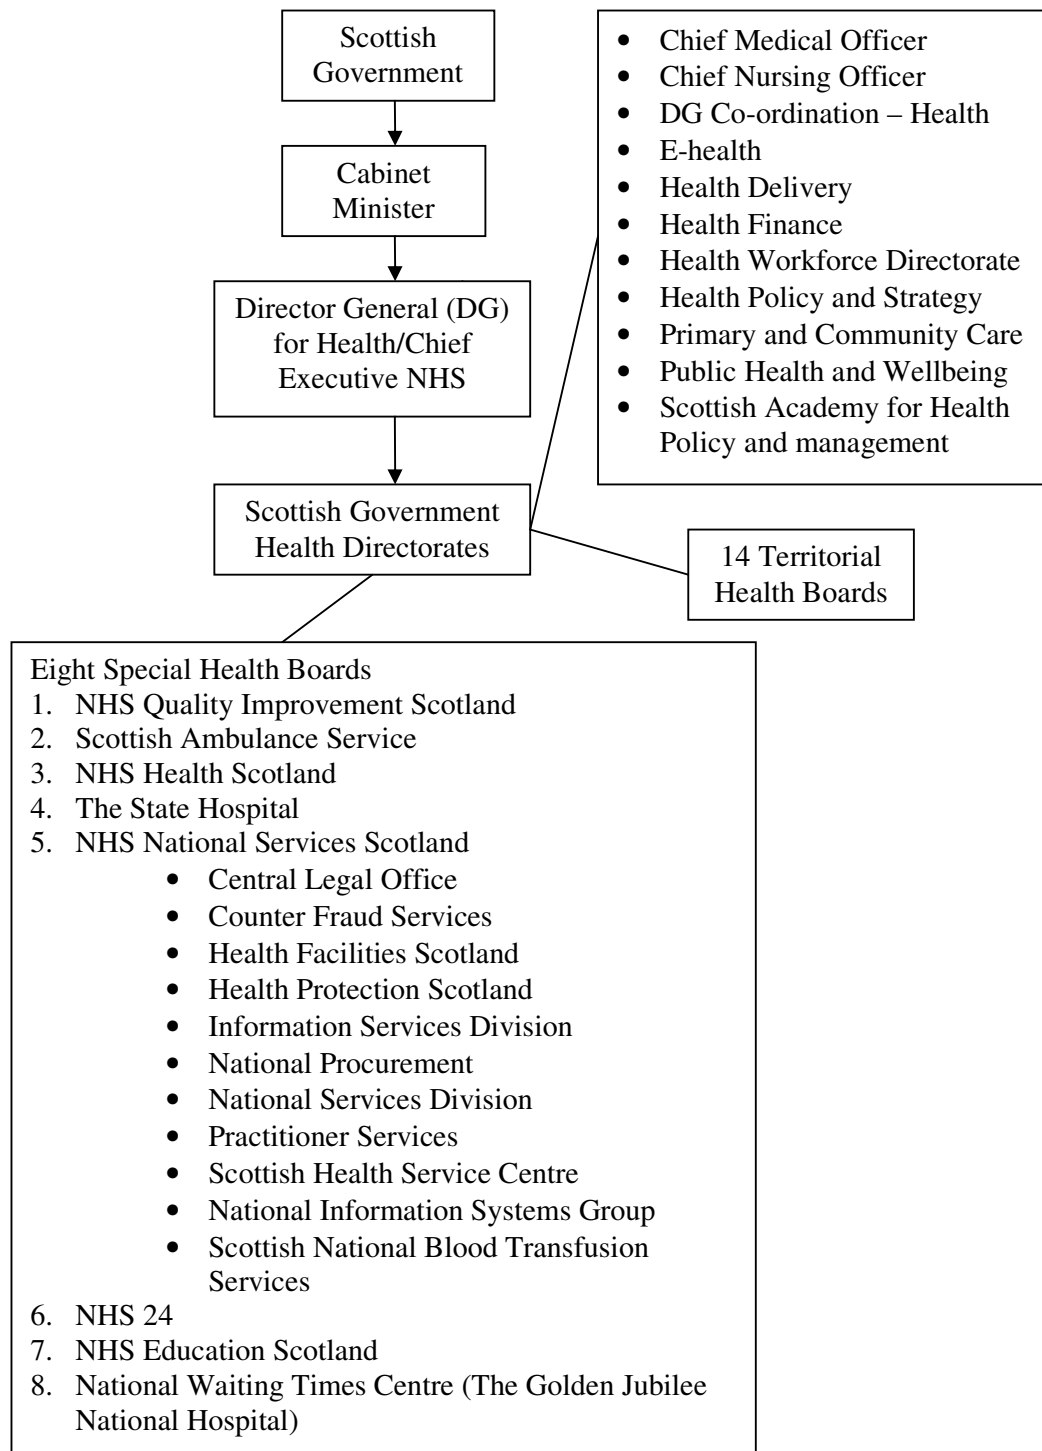 Scottish
Government
Cabinet
Minister
Director General (DG)
for Health/Chief
Executive NHS
Scottish Government
Health Directorates
• Chief Medical Officer
• Chief Nursing Officer
• DG Co-ordination – Health
• E-health
• Health Delivery
• Health Finance
• Health Workforce Directorate
• Health Policy and Strategy
• Primary and Community Care
• Public Health and Wellbeing
• Scottish Academy for Health
Policy and management
14 Territorial
Health Boards
Eight Special Health Boards
1. NHS Quality Improvement Scotland
2. Scottish Ambulance Service
3. NHS Health Scotland
4. The State Hospital
5. NHS National Services Scotland
• Central Legal Office
• Counter Fraud Services
• Health Facilities Scotland
• Health Protection Scotland
• Information Services Division
• National Procurement
• National Services Division
• Practitioner Services
• Scottish Health Service Centre
• National Information Systems Group
• Scottish National Blood Transfusion
Services
6. NHS 24
7. NHS Education Scotland
8. National Waiting Times Centre (The Golden Jubilee
National Hospital)